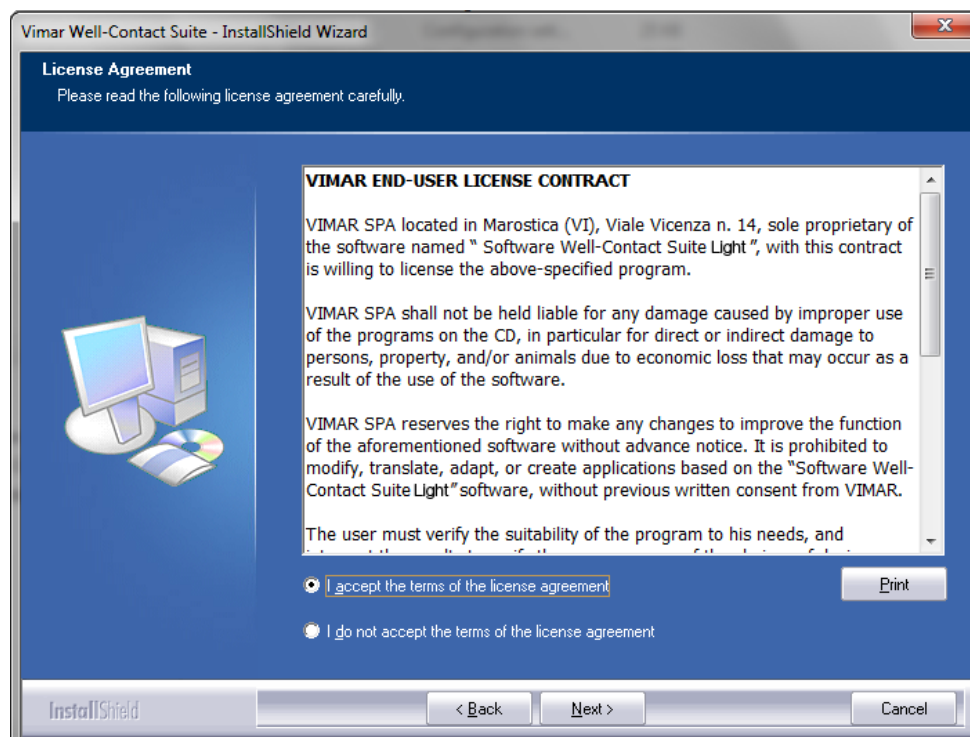 Vimar Well-Contact Suite - InstallShield Wizard
License Agreement
Please read the following license agreement carefully.
VIMAR END-USER LICENSE CONTRACT
VIMAR SPA located in Marostica (VI), Viale Vicenza n. 14, sole proprietary of
the software named “ Software Well-Contact Suite Light ”, with this contract
is willing to license the above-specified program.
VIMAR SPA shall not be held liable for any damage caused by improper use
of the programs on the CD, in particular for direct or indirect damage to
persons, property, and/or animals due to economic loss that may occur as a
result of the use of the software.
VIMAR SPA reserves the right to make any changes to improve the function
of the aforementioned software without advance notice. It is prohibited to
modify, translate, adapt, or create applications based on the “Software Well-
Contact Suite Light” software, without previous written consent from VIMAR.
The user must verify the suitability of the program to his needs, and
I accept the terms of the license agreement
Print
I do not accept the terms of the license agreement
InstallShield
< Back
Next >
Cancel